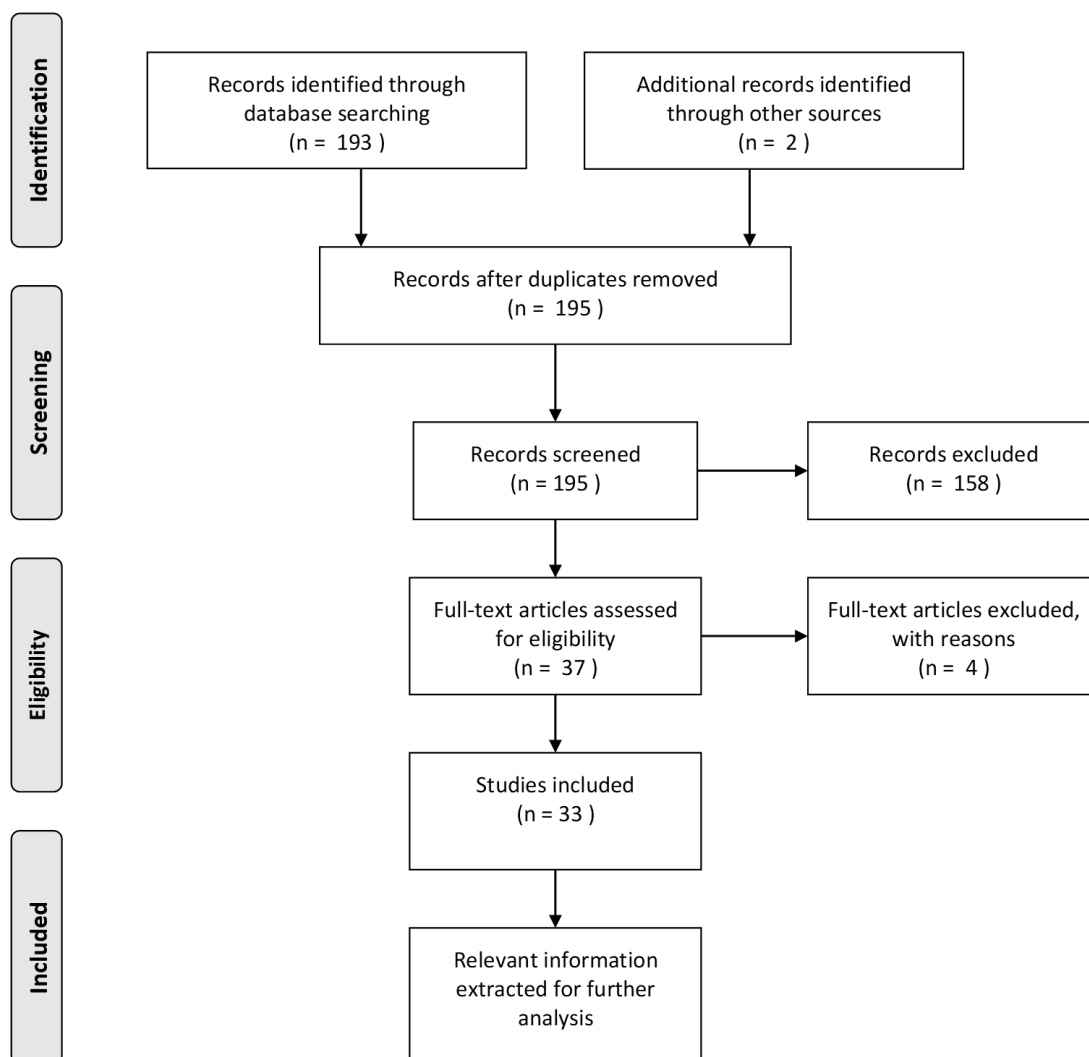 Identification
Records identified through
database searching
(n =  193 )
Additional records identified
through other sources
(n =  2 )
Records after duplicates removed
(n =  195 )
Screening
Records screened
(n = 195 )
Records excluded
(n =  158 )
Eligibility
Full-text articles assessed
for eligibility
(n =  37 )
Full-text articles excluded,
with reasons
(n =  4 )
Studies included
(n = 33 )
Included
Relevant information
extracted for further
analysis